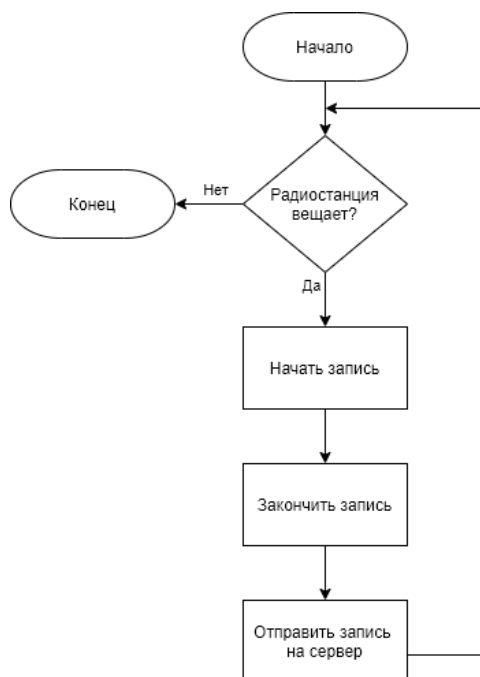 Начало
Радиостанция
вещает?
Нет
Конец
Да
Начать запись
Закончить запись
Отправить запись
на сервер